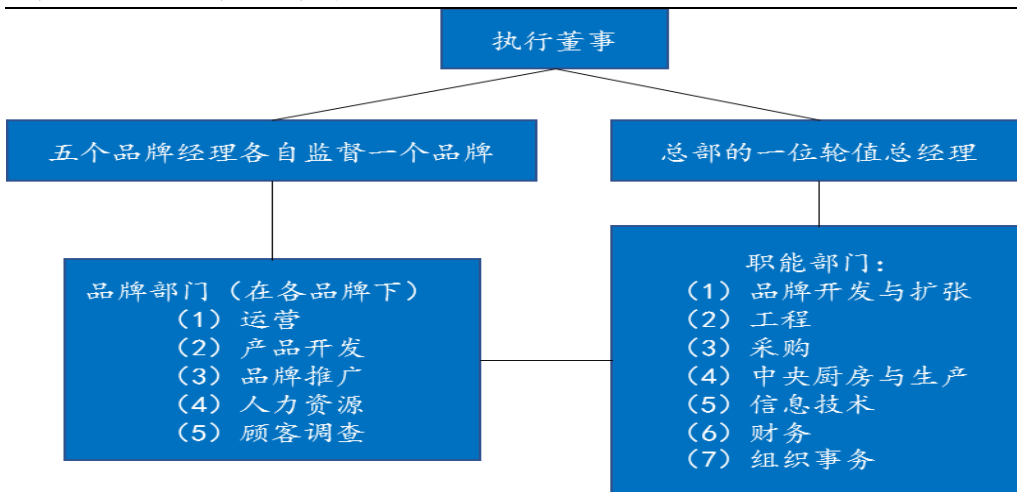 执行董事
五个品牌经理各自监督一个品牌
总部的一位轮值总经理
品牌部门（在各品牌下）
（1）运营
（2）产品开发
（3）品牌推广
（4）人力资源
（5）顾客调查
职能部门：
（1）品牌开发与扩张
（2）工程
（3）采购
（4）中央厨房与生产
（5）信息技术
（6）财务
（7）组织事务